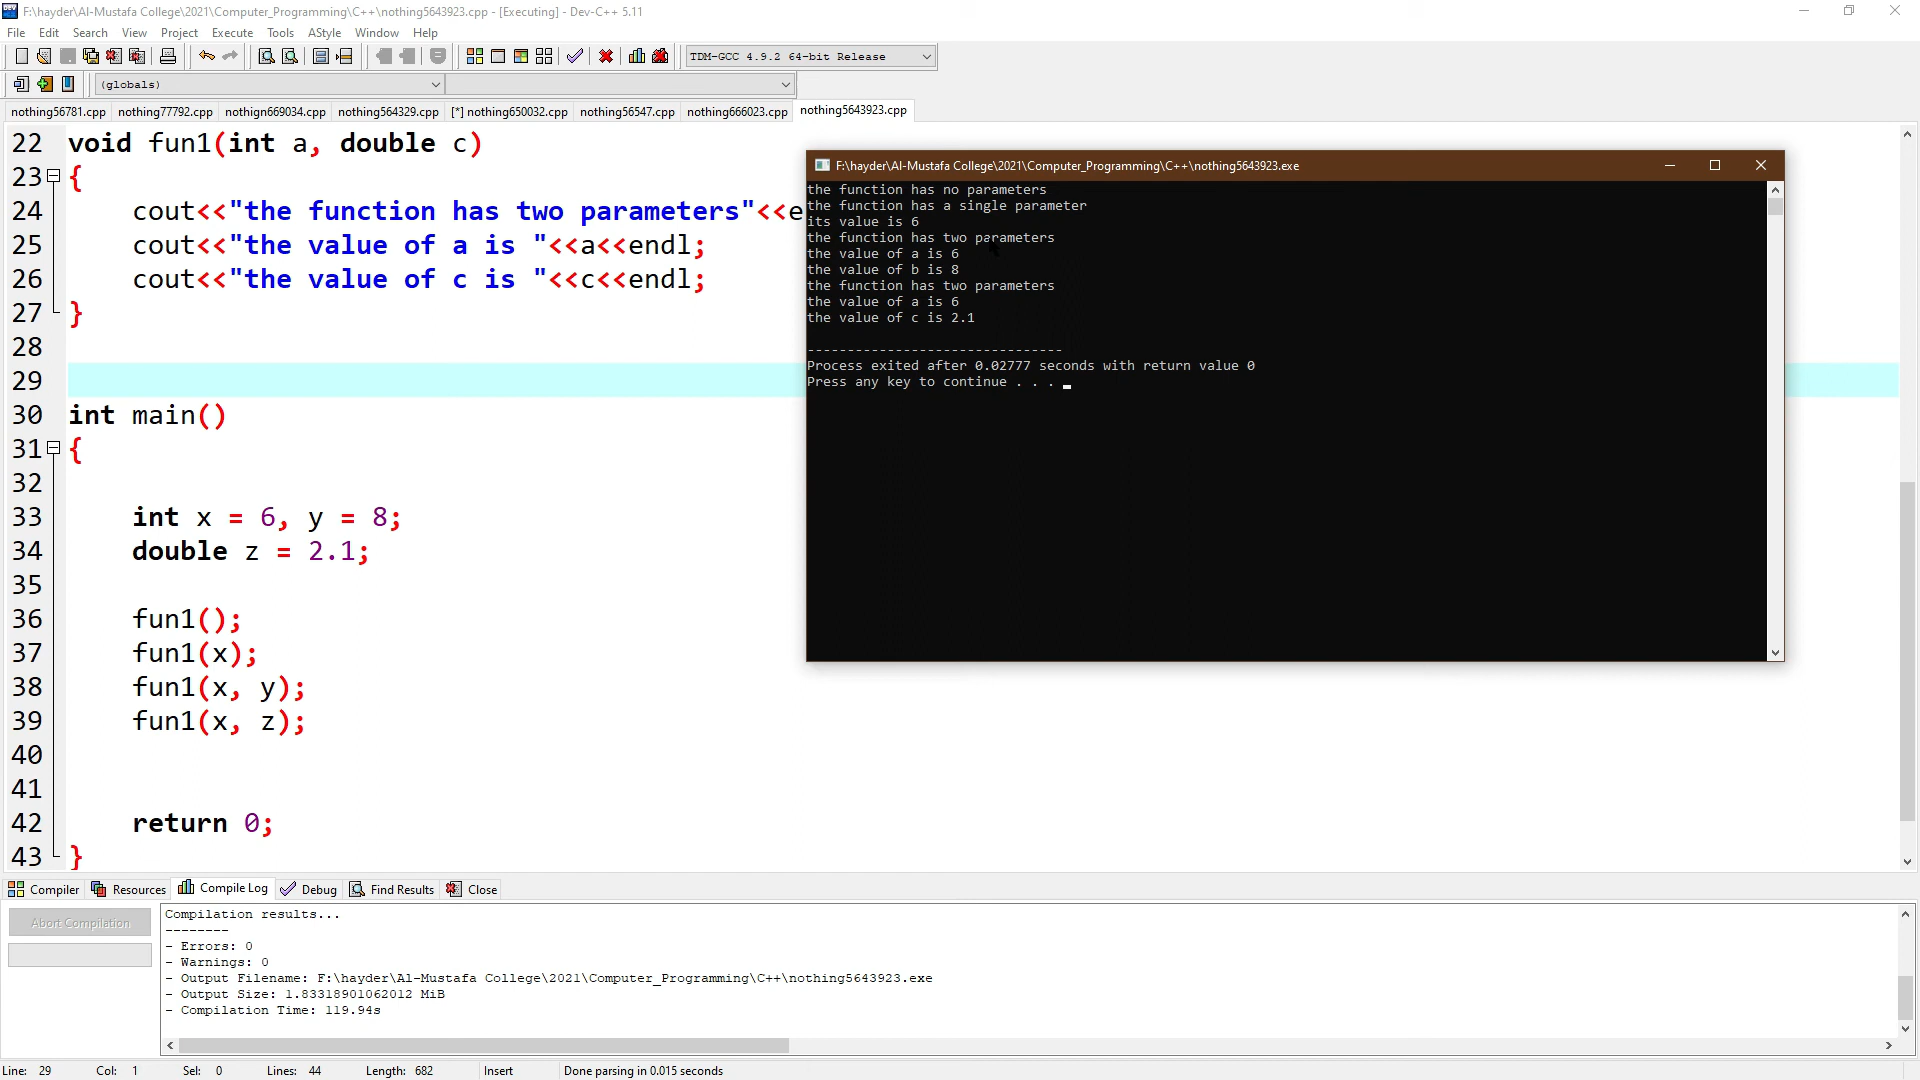 F:\hayder\Al-Mustafa College\2021\Computer_Programming\C++\nothing5643923.cpp - [Executing] - Dev-C++ 5.11
File Edit Search View Project Execute Tools AStyle Window Help
TDM-GCC 4.9.2 64-bit Release
(globals)
nothing56781.cpp nothing77792.cpp nothign669034.cpp nothing564329.cpp [*] nothing650032.cpp nothing56547.cpp nothing666023.cpp nothing5643923.cpp
22 void fun1(int a, double c)
23 {
24 cout<<"the function has two parameters"<<e
25 cout<<"the value of a is "<<a<<endl;
26 cout<<"the value of c is "<<c<<endl;
27 }
28
29
30 int main()
31 {
32
33 int x = 6, y = 8;
34 double z = 2.1;
35
36 fun1();
37 fun1(x);
38 fun1(x, y);
39 fun1(x, z);
40
41
42 return 0;
43 }
F:\hayder\Al-Mustafa College\2021\Computer_Programming\C++\nothing5643923.exe
the function has no parameters
the function has a single parameter
its value is 6
the function has two parameters
the value of a is 6
the value of b is 8
the function has two parameters
the value of a is 6
the value of c is 2.1
--------------------------------
Process exited after 0.02777 seconds with return value 0
Press any key to continue . . .
Compiler Resources Compile Log Debug Find Results Close
Abort Compilation
Compilation results...
--------
- Errors: 0
- Warnings: 0
- Output Filename: F:\hayder\Al-Mustafa College\2021\Computer_Programming\C++\nothing5643923.exe
- Output Size: 1.83318901062012 MiB
- Compilation Time: 119.94s
Line: 29 Col: 1 Sel: 0 Lines: 44 Length: 682 Insert Done parsing in 0.015 seconds